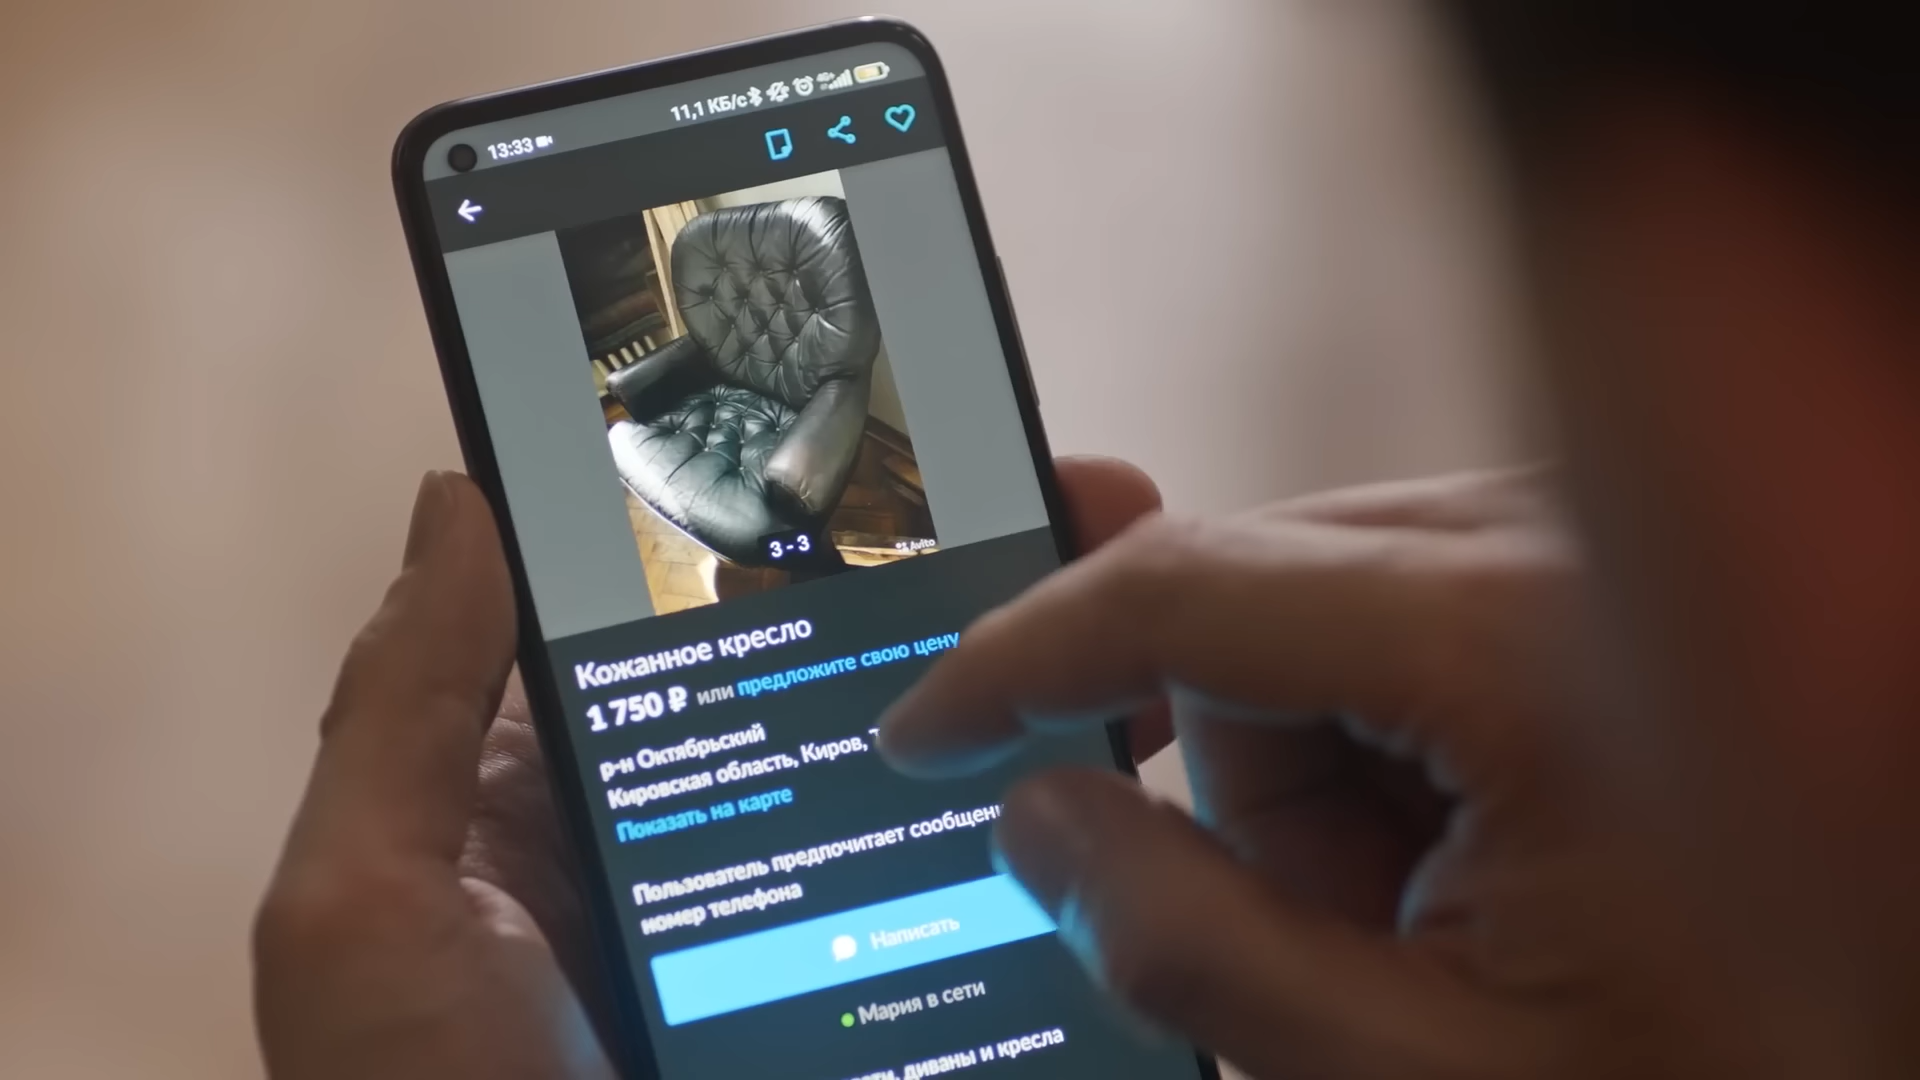 13:33
11,1 КБ/с 4G+
3 - 3
Avito
Кожанное кресло
1 750 ₽ или предложите свою цену
р-н Октябрьский
Кировская область, Киров,
Показать на карте
Пользователь предпочитает
номер телефона
Написать
Мария в сети
диваны и кресла